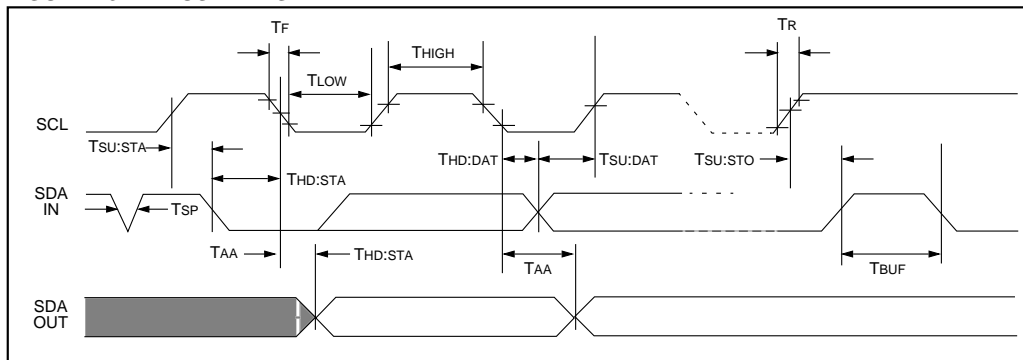 TF
TR
THIGH
TLOW
SCL
TSU:STA
THD:DAT
TSU:DAT
TSU:STO
SDA
IN
TSP
THD:STA
TAA
THD:STA
TAA
TBUF
SDA
OUT